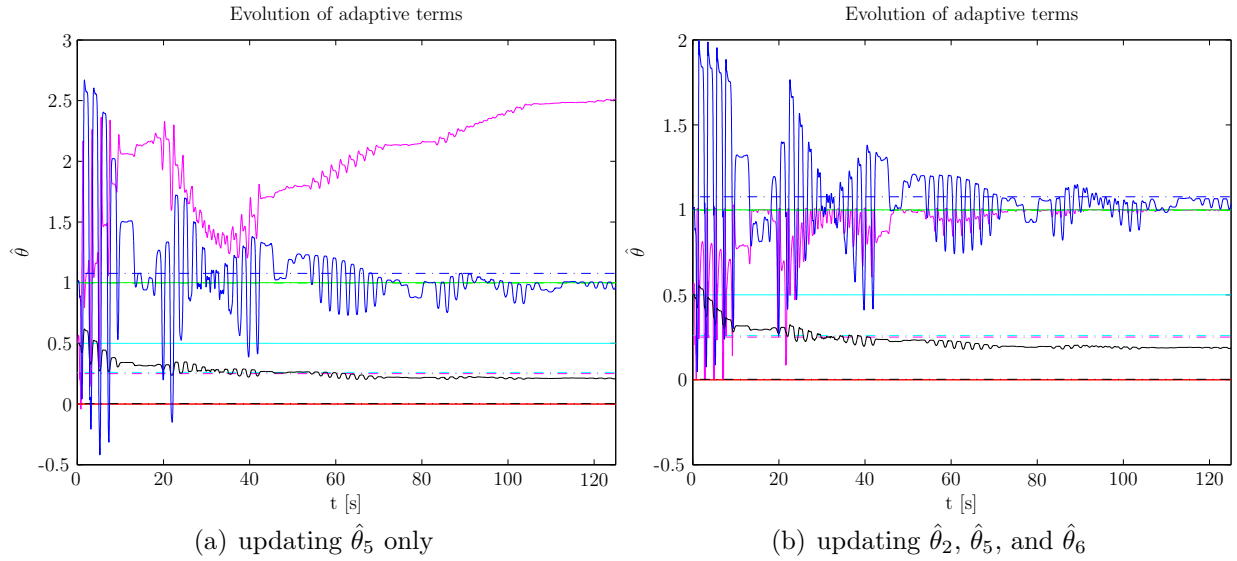 Evolution of adaptive terms
3
2.5
2
1.5
1
0.5
0
-0.5
θ̂
0 20 40 60 80 100 120
t [s]
(a) updating θ̂₅ only
Evolution of adaptive terms
2
1.5
1
0.5
0
-0.5
θ̂
0 20 40 60 80 100 120
t [s]
(b) updating θ̂₂, θ̂₅, and θ̂₆